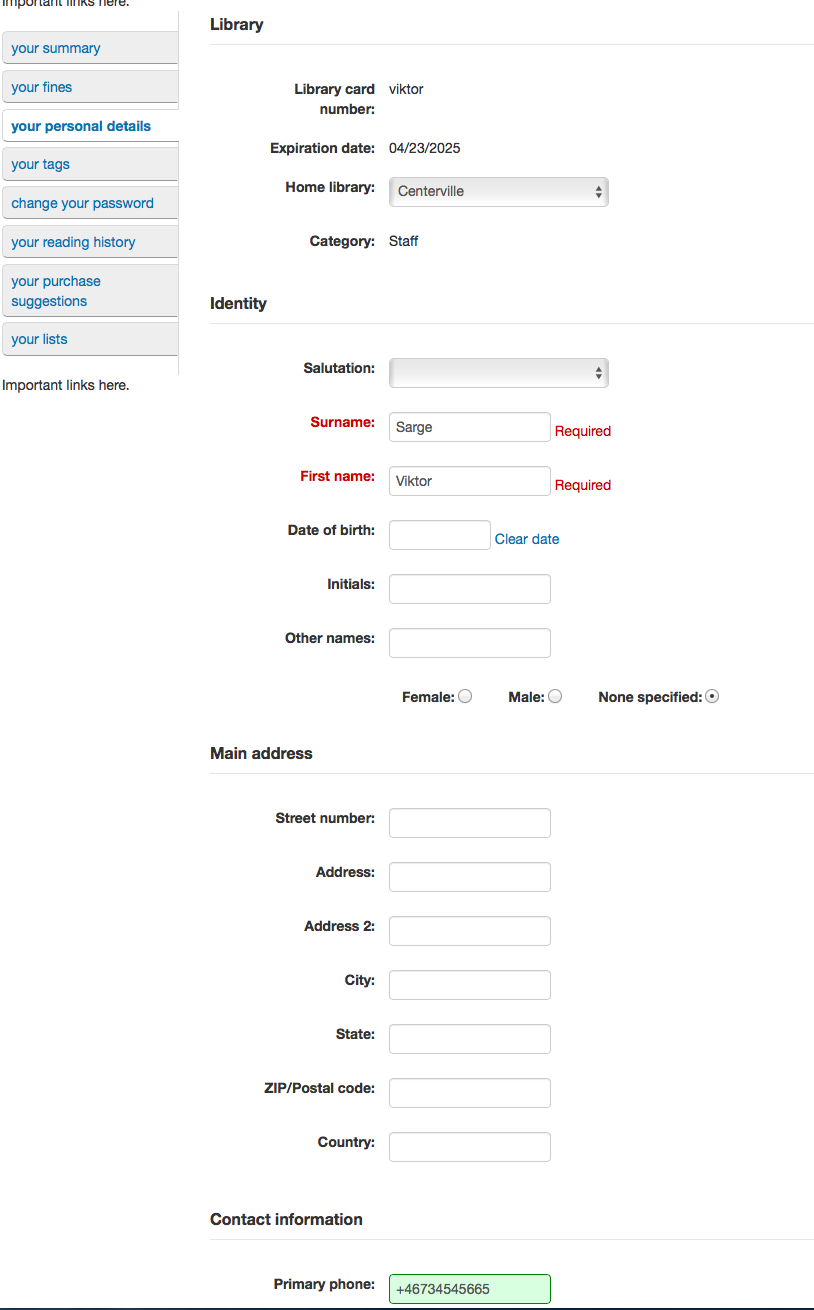 Important links here.
your summary
your fines
your personal details
your tags
change your password
your reading history
your purchase
suggestions
your lists
Important links here.
Library
Library card
number: viktor
Expiration date: 04/23/2025
Home library: Centerville
Category: Staff
Identity
Salutation:
Surname: Sarge Required
First name: Viktor Required
Date of birth: Clear date
Initials:
Other names:
Female: Male: None specified:
Main address
Street number:
Address:
Address 2:
City:
State:
ZIP/Postal code:
Country:
Contact information
Primary phone: +46734545665